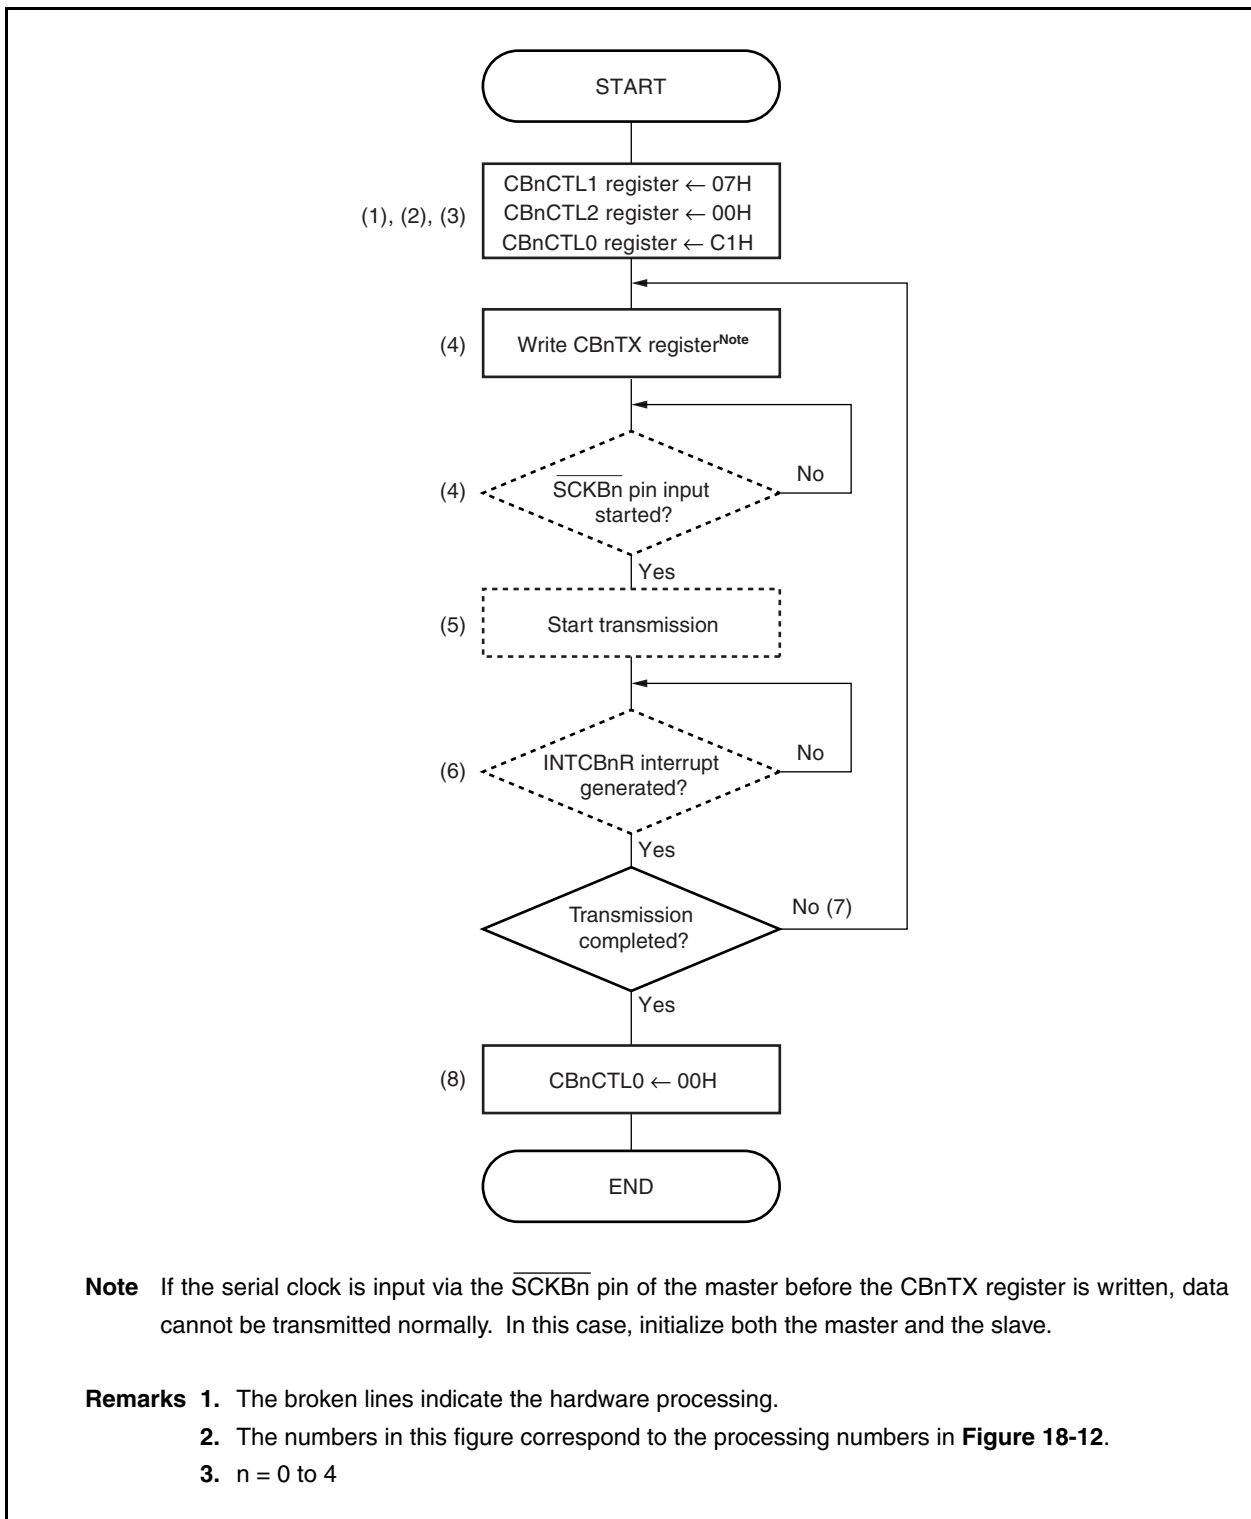 START
(1), (2), (3)
CBnCTL1 register ← 07H
CBnCTL2 register ← 00H
CBnCTL0 register ← C1H
(4)
Write CBnTX registerNote
(4)
SCKBn pin input
started?
No
Yes
(5)
Start transmission
(6)
INTCBnR interrupt
generated?
No
Yes
Transmission
completed?
No (7)
Yes
(8)
CBnCTL0 ← 00H
END
Note If the serial clock is input via the SCKBn pin of the master before the CBnTX register is written, data
cannot be transmitted normally. In this case, initialize both the master and the slave.
Remarks 1. The broken lines indicate the hardware processing.
2. The numbers in this figure correspond to the processing numbers in Figure 18-12.
3. n = 0 to 4